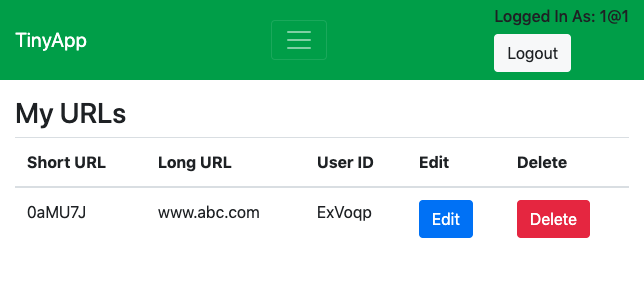 TinyApp
Logged In As: 1@1
Logout
My URLs
Short URL Long URL User ID Edit Delete
0aMU7J www.abc.com ExVoqp Edit Delete